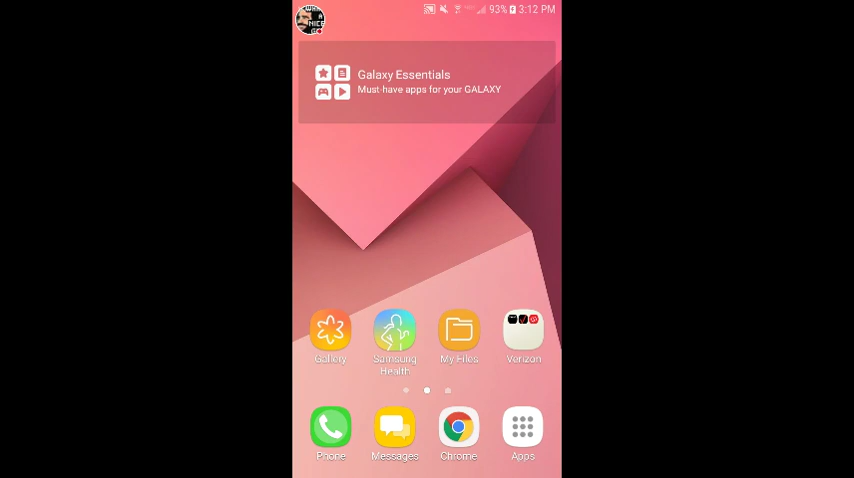 93% 3:12 PM
Galaxy Essentials
Must-have apps for your GALAXY
Gallery
Samsung
Health
My Files
Verizon
Phone
Messages
Chrome
Apps